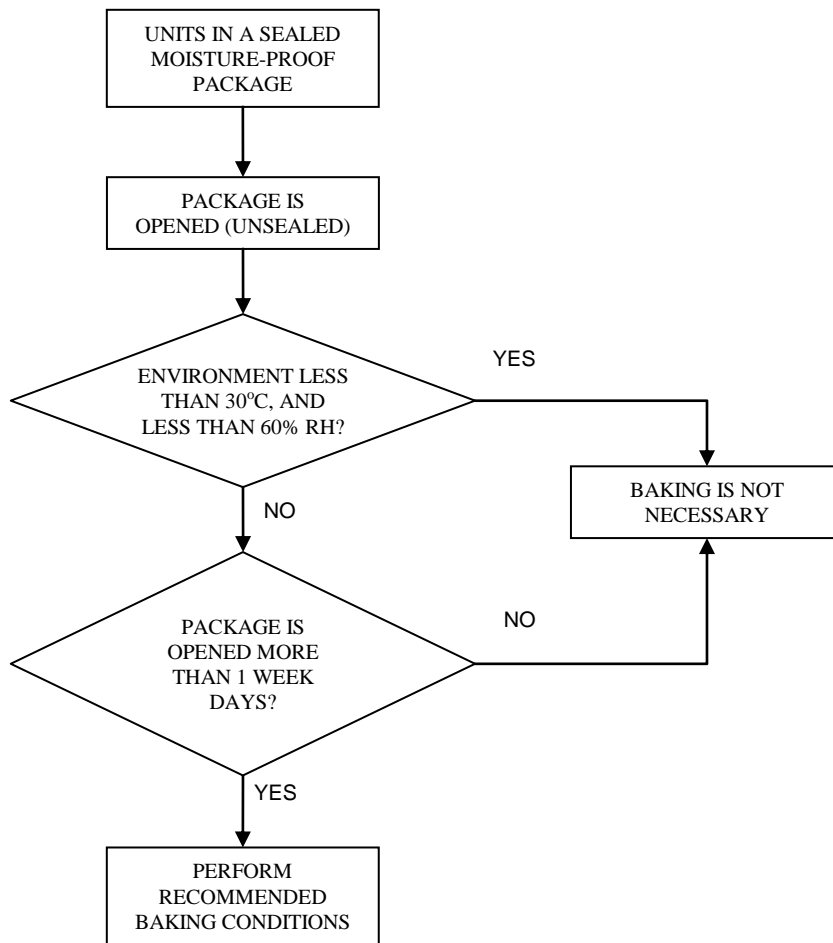 UNITS IN A SEALED
MOISTURE-PROOF
PACKAGE
PACKAGE IS
OPENED (UNSEALED)
ENVIRONMENT LESS
THAN 30°C, AND
LESS THAN 60% RH?
YES
BAKING IS NOT
NECESSARY
NO
PACKAGE IS
OPENED MORE
THAN 1 WEEK
DAYS?
NO
YES
PERFORM
RECOMMENDED
BAKING CONDITIONS